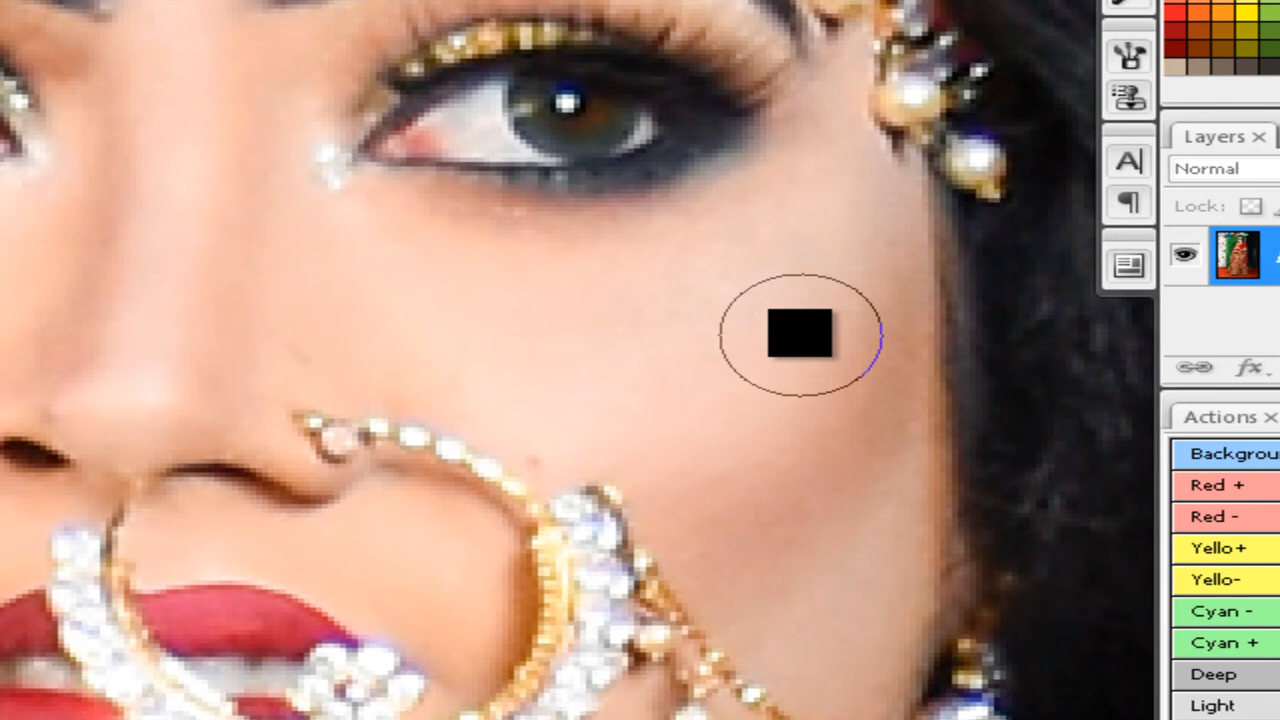 Layers
Normal
Lock:
fx.
Actions
Backgrou
Red +
Red -
Yello+
Yello-
Cyan -
Cyan +
Deep
Light